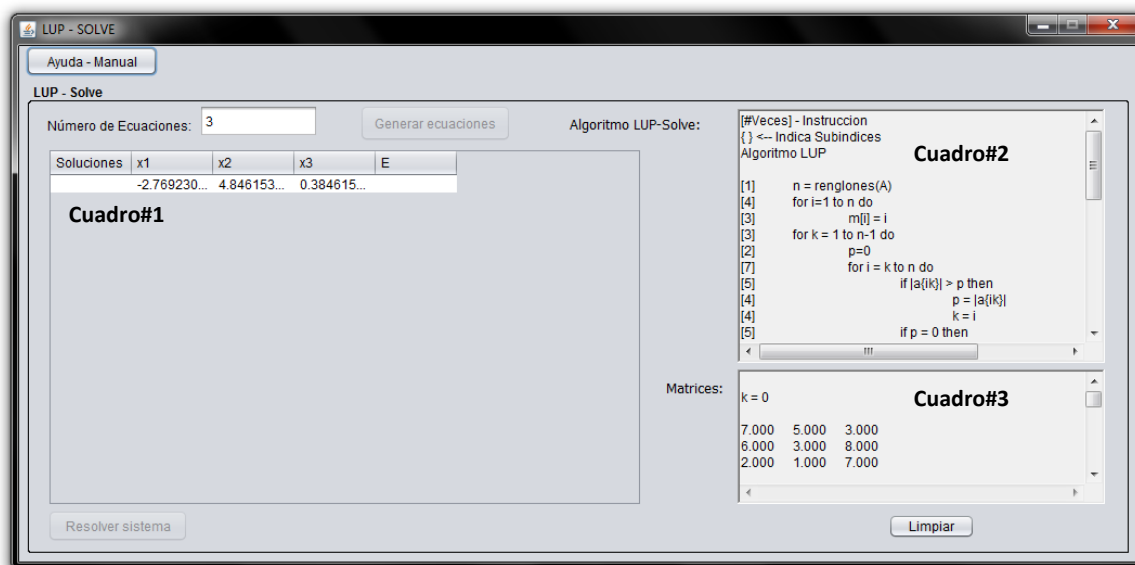 LUP - SOLVE
Ayuda - Manual
LUP - Solve
Número de Ecuaciones: 3 Generar ecuaciones
Soluciones x1 x2 x3 E
-2.769230... 4.846153... 0.384615...
Cuadro#1
Resolver sistema
Algoritmo LUP-Solve:
[#Veces] - Instruccion
{ } <-- Indica Subindices
Algoritmo LUP
Cuadro#2
[1] n = renglones(A)
[4] for i=1 to n do
[3] m[i] = i
[3] for k = 1 to n-1 do
[2] p=0
[7] for i = k to n do
[5] if |a{ik}| > p then
[4] p = |a{ik}|
[4] k = i
[5] if p = 0 then
Matrices:
k = 0
Cuadro#3
7.000 5.000 3.000
6.000 3.000 8.000
2.000 1.000 7.000
Limpiar